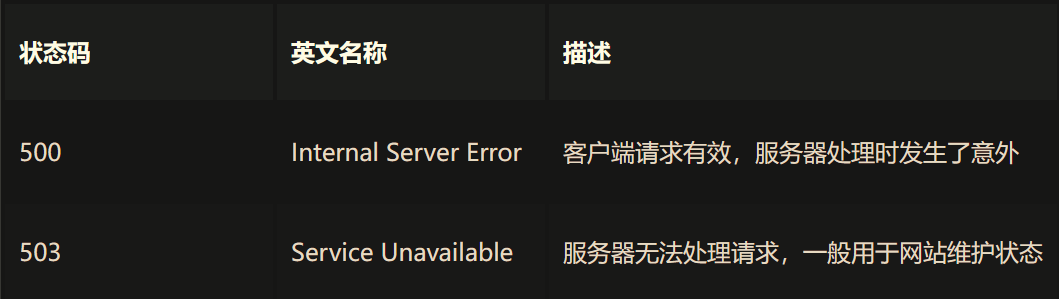 状态码 英文名称 描述
500 Internal Server Error 客户端请求有效，服务器处理时发生了意外
503 Service Unavailable 服务器无法处理请求，一般用于网站维护状态